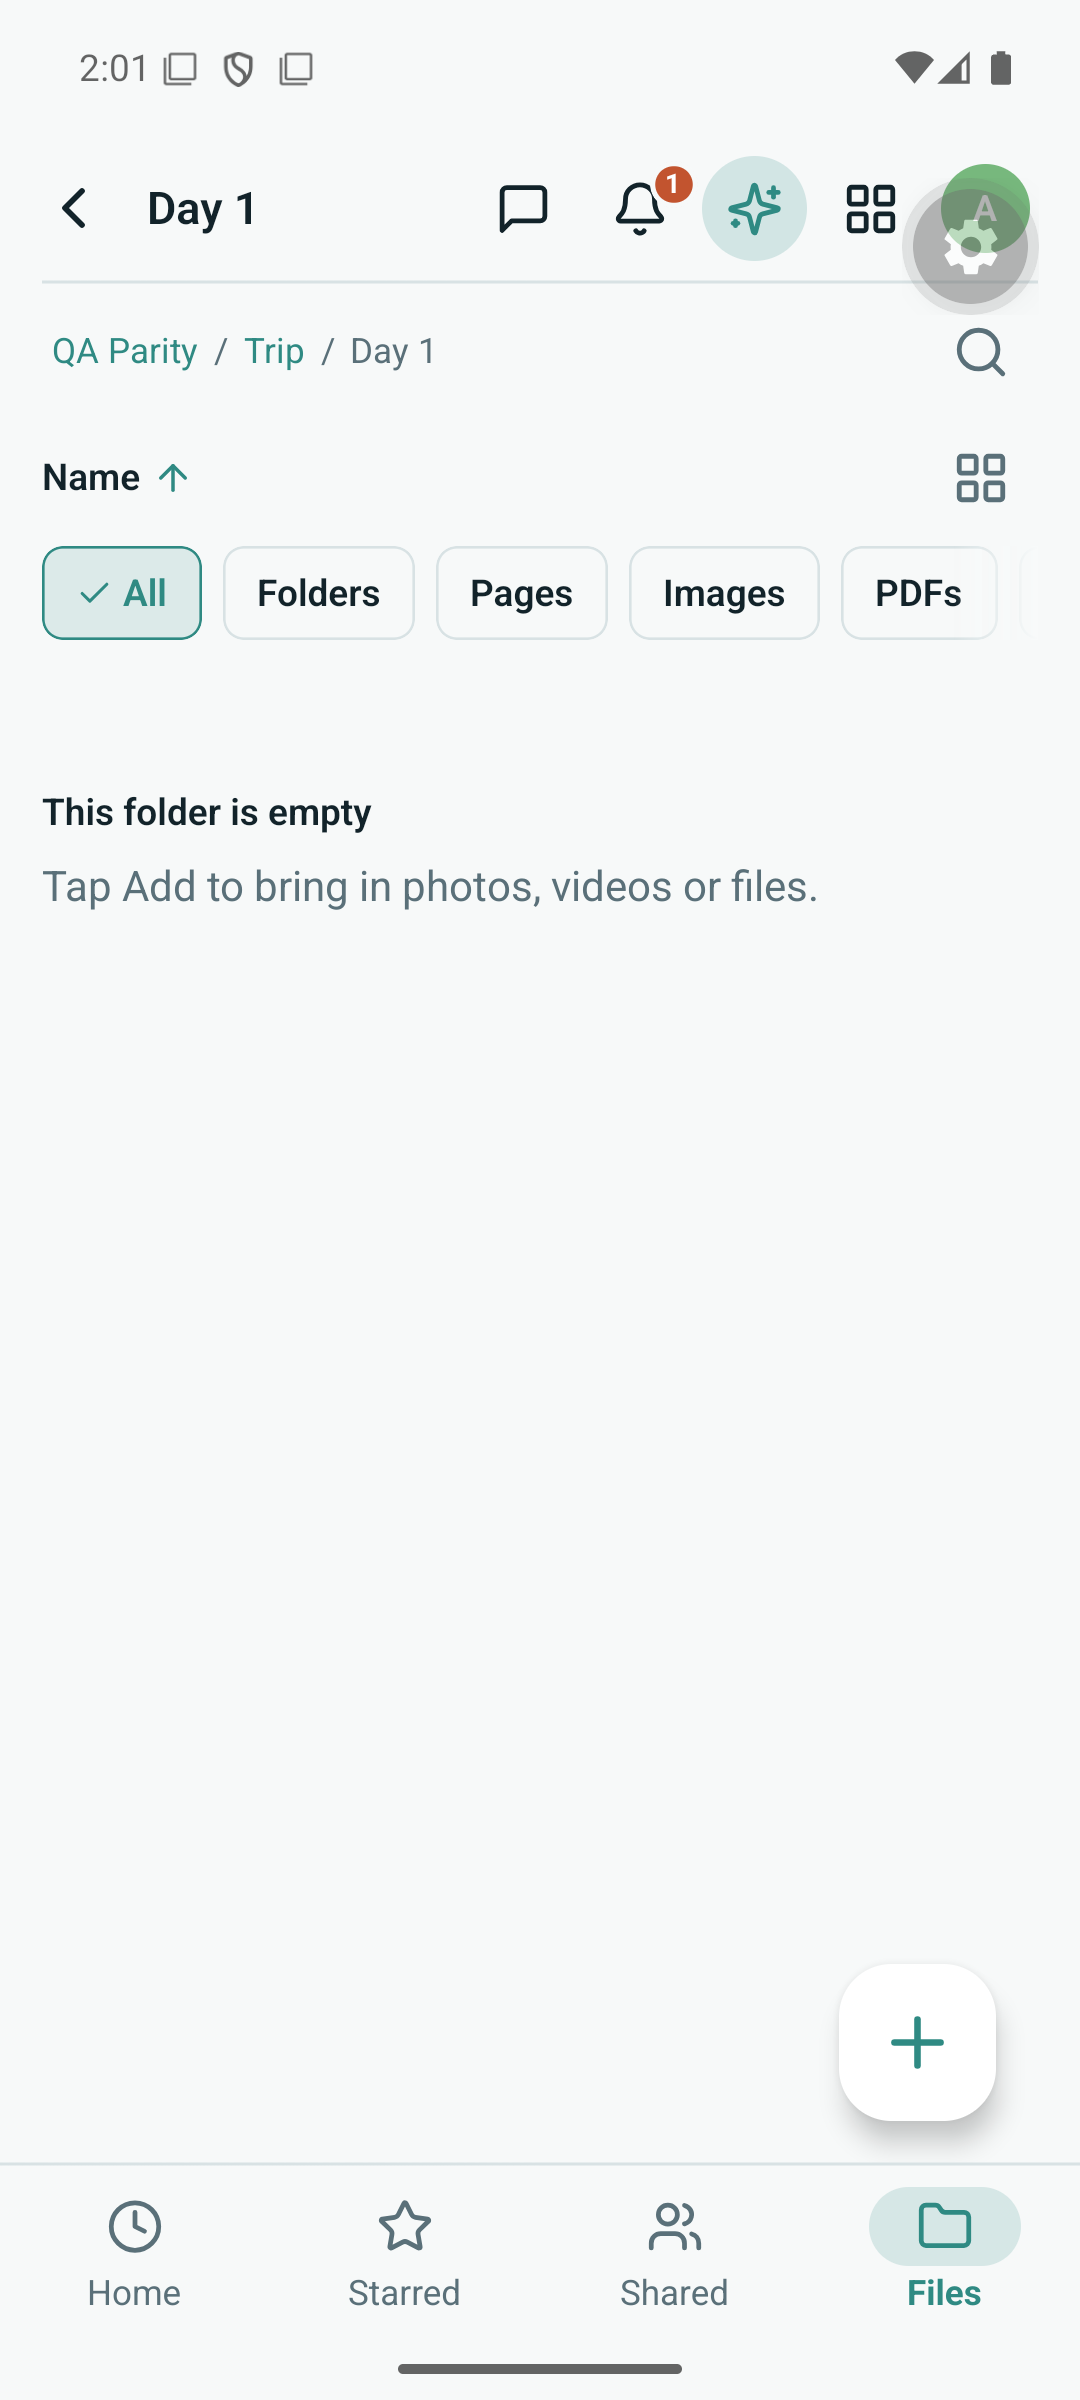 2:01
Day 1
1
A
QA Parity / Trip / Day 1
Name
All
Folders
Pages
Images
PDFs
This folder is empty
Tap Add to bring in photos, videos or files.
Home
Starred
Shared
Files